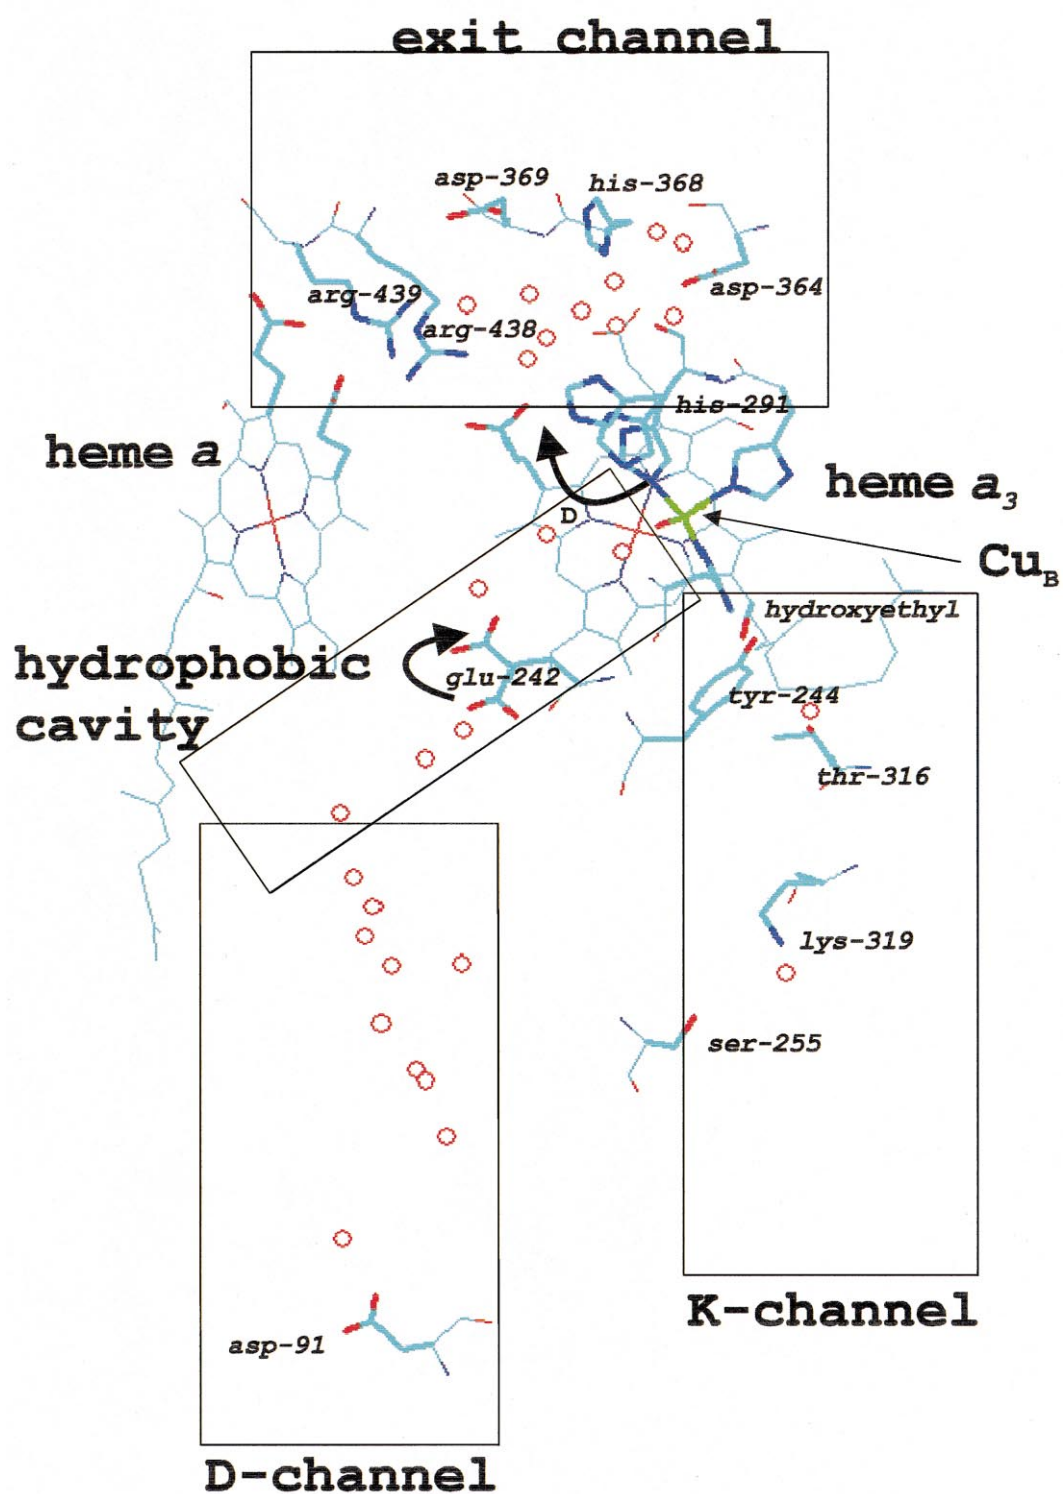 exit channel
asp-369
his-368
arg-439
asp-364
arg-438
his-291
heme a
heme a3
D
CuB
hydroxyethyl
hydrophobic
cavity
glu-242
tyr-244
thr-316
lys-319
ser-255
K-channel
asp-91
D-channel